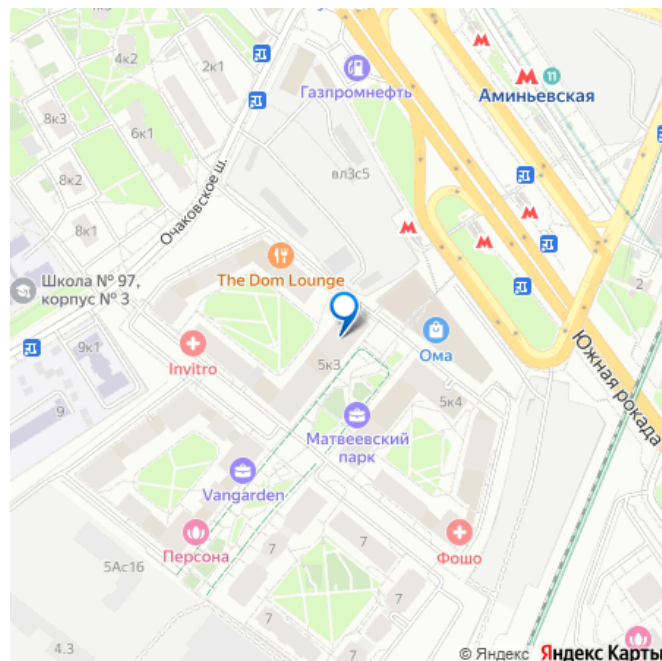 4к2
2к1
8к3
6к1
8к2
Газпромнефть
11
Аминьевская
вл3с5
Очаковское ш.
Школа № 97,
корпус № 3
The Dom Lounge
2
Ома
Invitro
9к1
5к3
Южная рокада
9
5к4
Матвеевский
парк
Vangarden
Персона
Фошо
5Ас16
7
7
7
7
4.3
© Яндекс Яндекс Карты